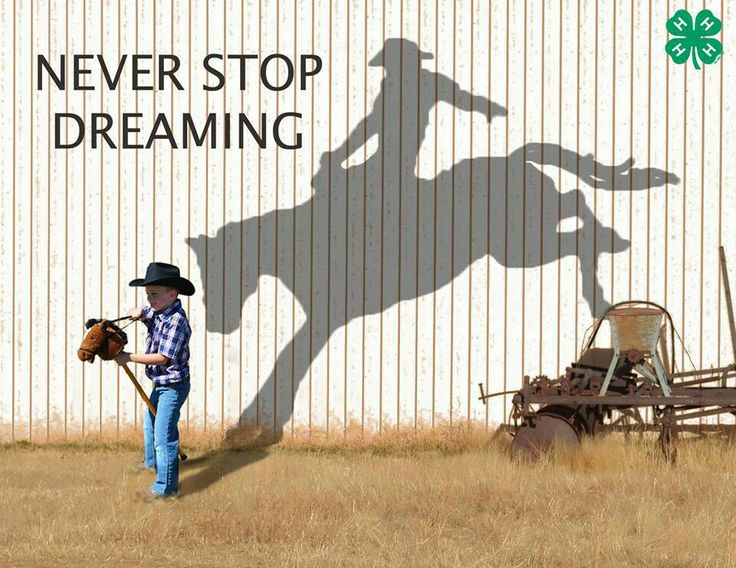 NEVER STOP
DREAMING
H H
H H